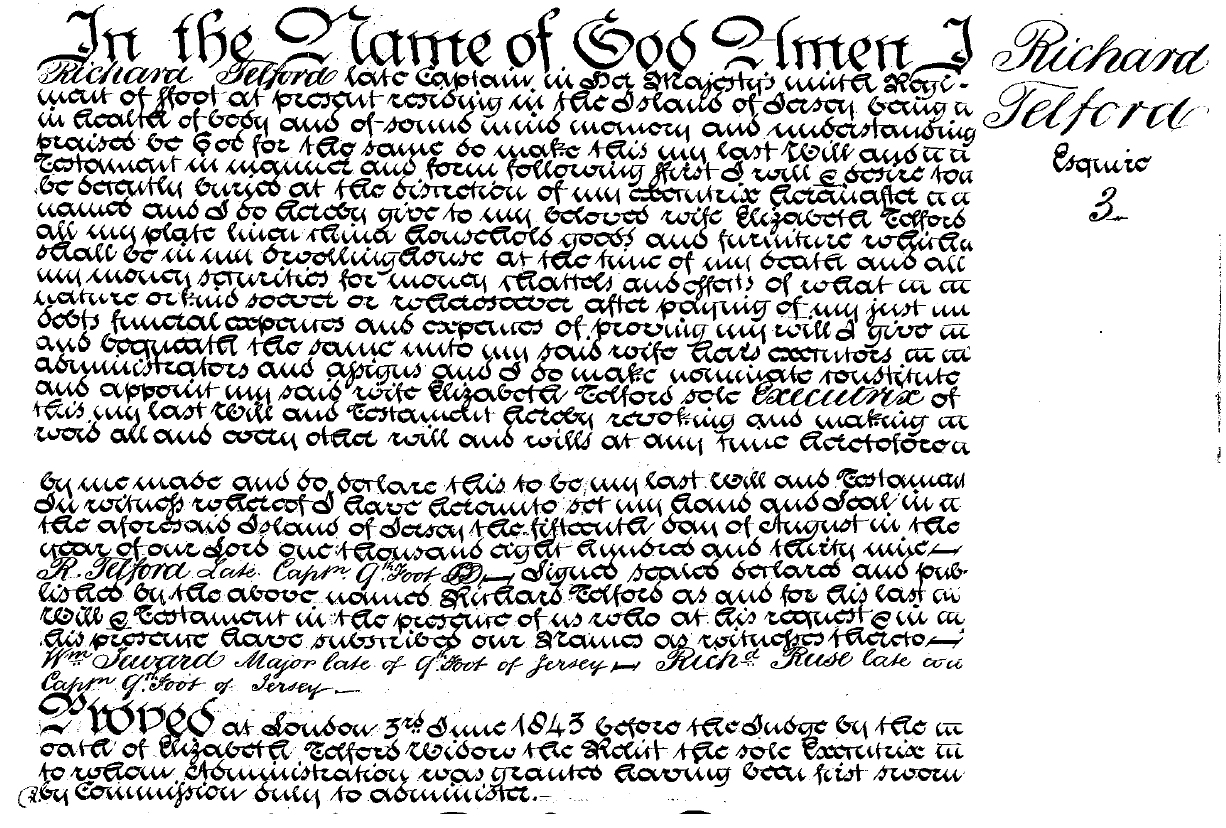 In the Name of God Amen I
Richard Telford late Captain in Her Majesty's ninth Regi-
ment of ffoot at present residing in the Island of Jersey being
in health of body and of sound mind memory and understanding
praised be God for the same do make this my last Will and
Testament in manner and form following ffirst I will & desire to
be decently buried at the discretion of my executrix hereinafter
named and I do hereby give to my beloved wife Elizabeth Telford
all my plate linen china household goods and furniture which
shall be in my dwellinghouse at the time of my death and all
my money securities for money chattels and effects of what
nature or kind soever or wheresoever after paying of my just
debts funeral expences and expences of proving my will I give
and bequeath the same unto my said wife hers executors
administrators and assigns and I do make nominate constitute
and appoint my said wife Elizabeth Telford sole Executrix of
this my last Will and Testament hereby revoking and making
void all and every other will and wills at any time heretofore
by me made and do declare this to be my last Will and Testament
In witness whereof I have hereunto set my hand and Seal in
the aforesaid Island of Jersey the fifteenth day of August in the
year of our Lord one thousand eight hundred and thirty nine —
R. Telford Late Captn 9th Foot — Signed sealed declared and pub-
lished by the above named Richard Telford as and for his last
Will & Testament in the presence of us who at his request & in
his presence have subscribed our Names as witnesses thereto —
Wm Seward Major late of 9th Foot of Jersey — Richd Ruse late
Captn 9th Foot of Jersey —
Proved at London 3rd June 1843 before the Judge by the
oath of Elizabeth Telford Widow the Relict the sole Executrix
to whom Administration was granted having been first sworn
by Commission duly to administer. —
Richard
Telford
Esquire
3